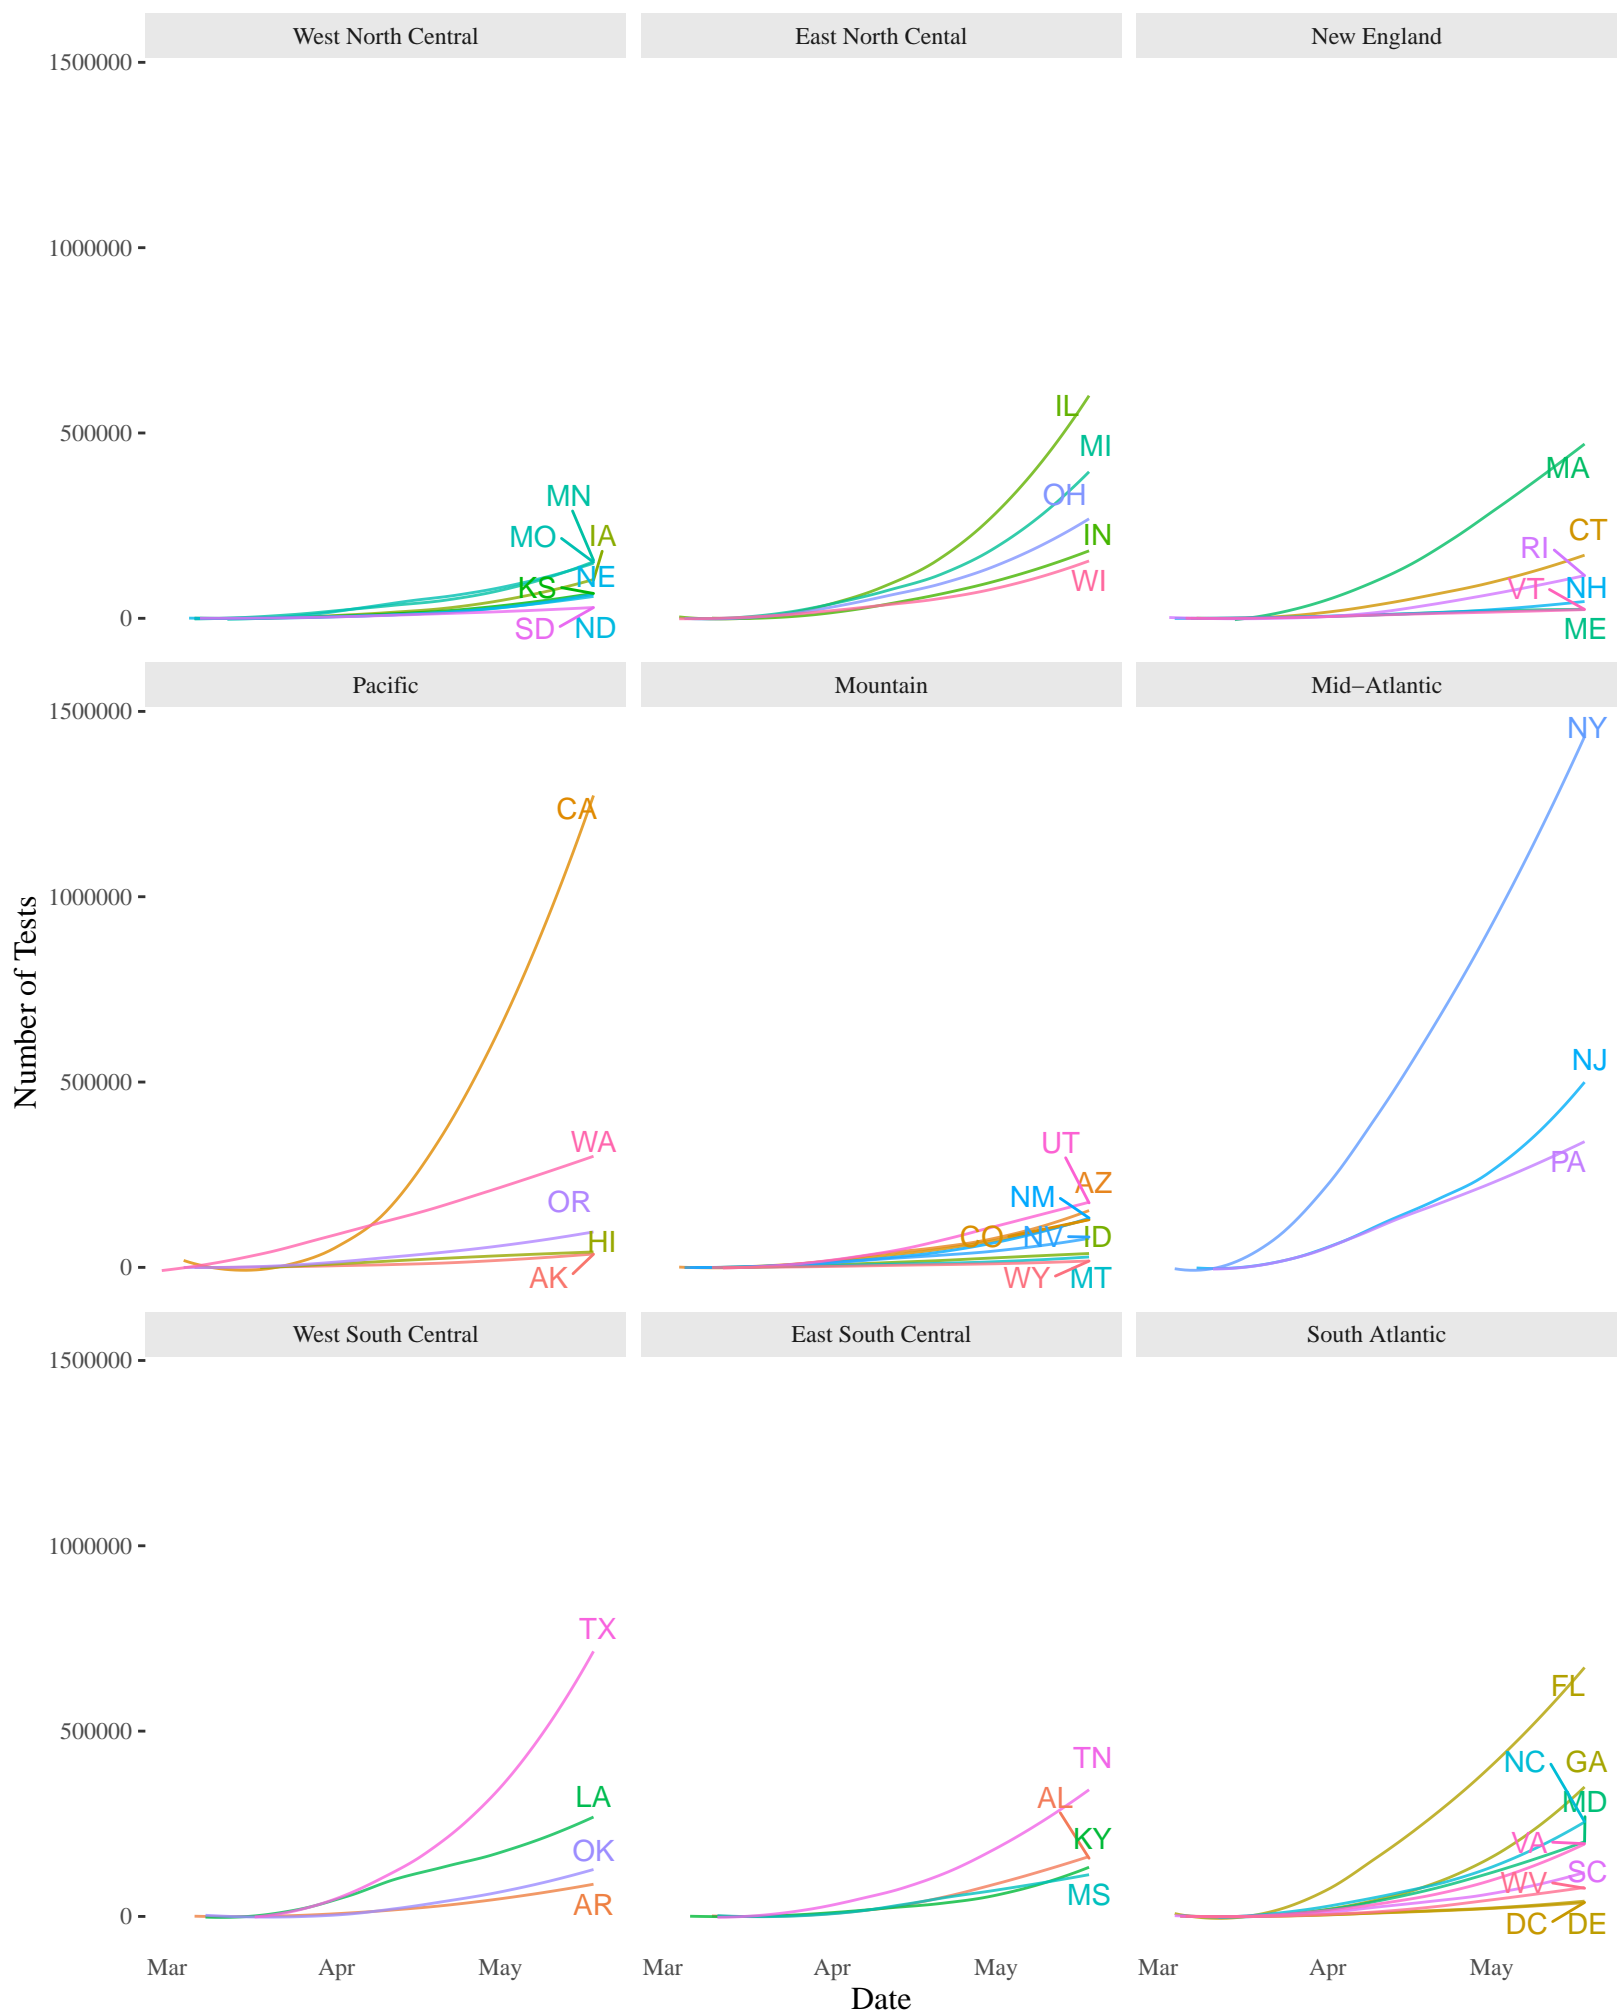 West North Central
East North Cental
New England
1500000
1000000
500000
0
MN
MO
IA
KS
NE
SD
ND
IL
MI
OH
IN
WI
MA
CT
RI
VT
NH
ME
Pacific
Mountain
Mid−Atlantic
1500000
1000000
500000
0
CA
WA
OR
HI
AK
UT
AZ
NM
CO
NV
ID
WY
MT
NY
NJ
PA
Number of Tests
West South Central
East South Central
South Atlantic
1500000
1000000
500000
0
TX
LA
OK
AR
TN
AL
KY
MS
FL
NC
GA
MD
VA
SC
WV
DC
DE
Mar
Apr
May
Mar
Apr
May
Mar
Apr
May
Date